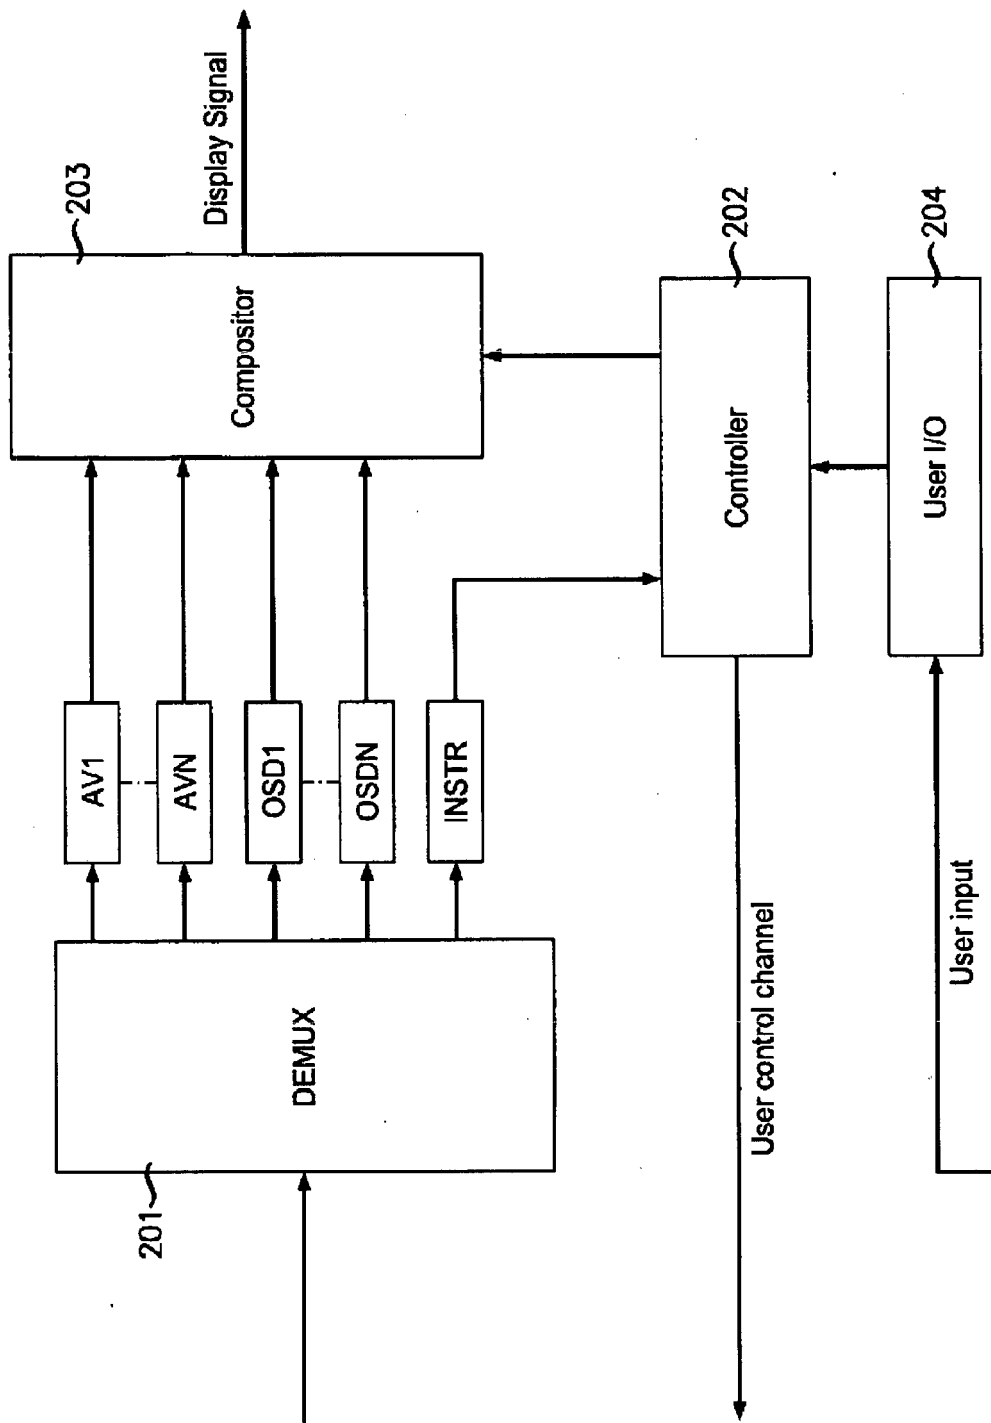 Display Signal
203
Compositor
AV1
AVN
OSD1
OSDN
INSTR
DEMUX
201
202
Controller
User control channel
204
User I/O
User input